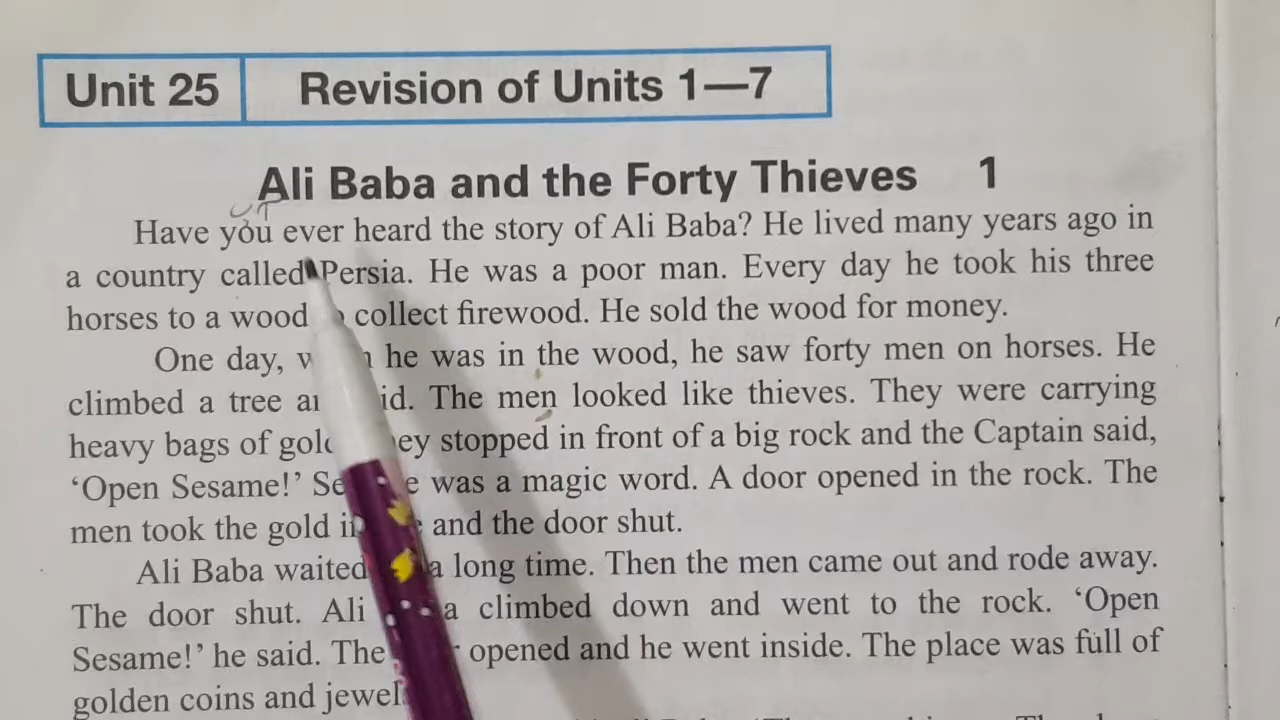 Unit 25 Revision of Units 1—7
Ali Baba and the Forty Thieves 1
Have you ever heard the story of Ali Baba? He lived many years ago in
a country called Persia. He was a poor man. Every day he took his three
horses to a wood collect firewood. He sold the wood for money.
One day, he was in the wood, he saw forty men on horses. He
climbed a tree The men looked like thieves. They were carrying
heavy bags of stopped in front of a big rock and the Captain said,
‘Open Sesame!’ was a magic word. A door opened in the rock. The
men took the gold and the door shut.
Ali Baba waited a long time. Then the men came out and rode away.
The door shut. Ali climbed down and went to the rock. ‘Open
Sesame!’ he said. The opened and he went inside. The place was full of
golden coins and